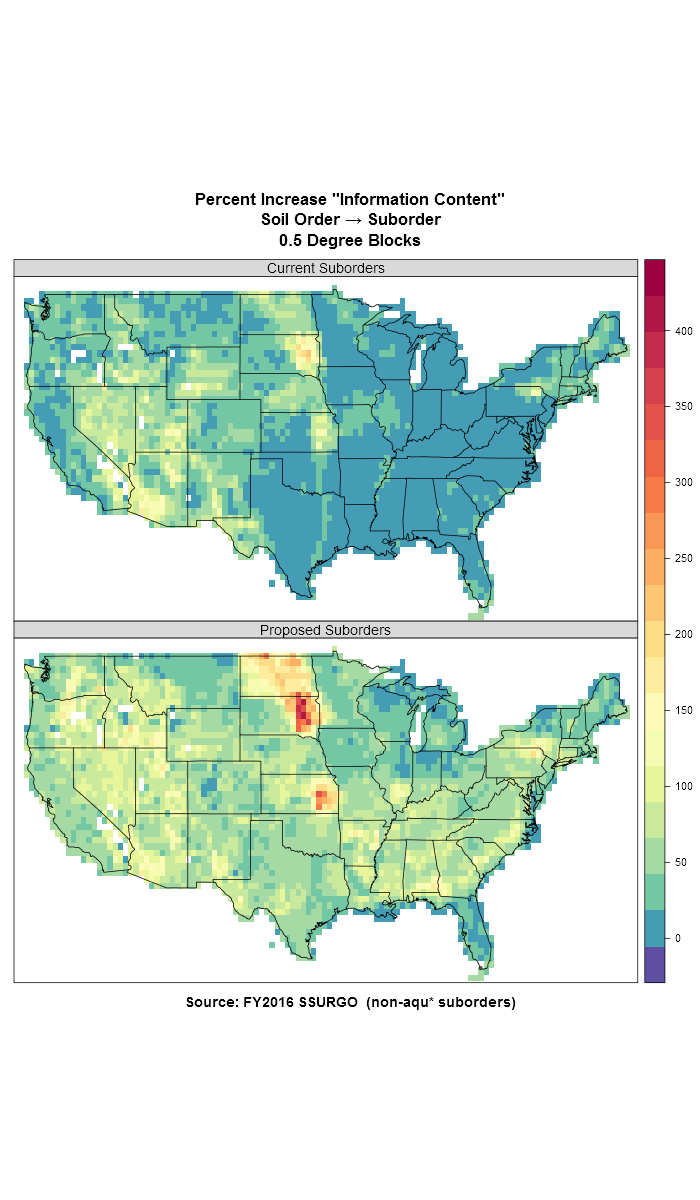 Percent Increase "Information Content"
Soil Order → Suborder
0.5 Degree Blocks
Current Suborders
Proposed Suborders
400
350
300
250
200
150
100
50
0
Source: FY2016 SSURGO (non-aqu* suborders)